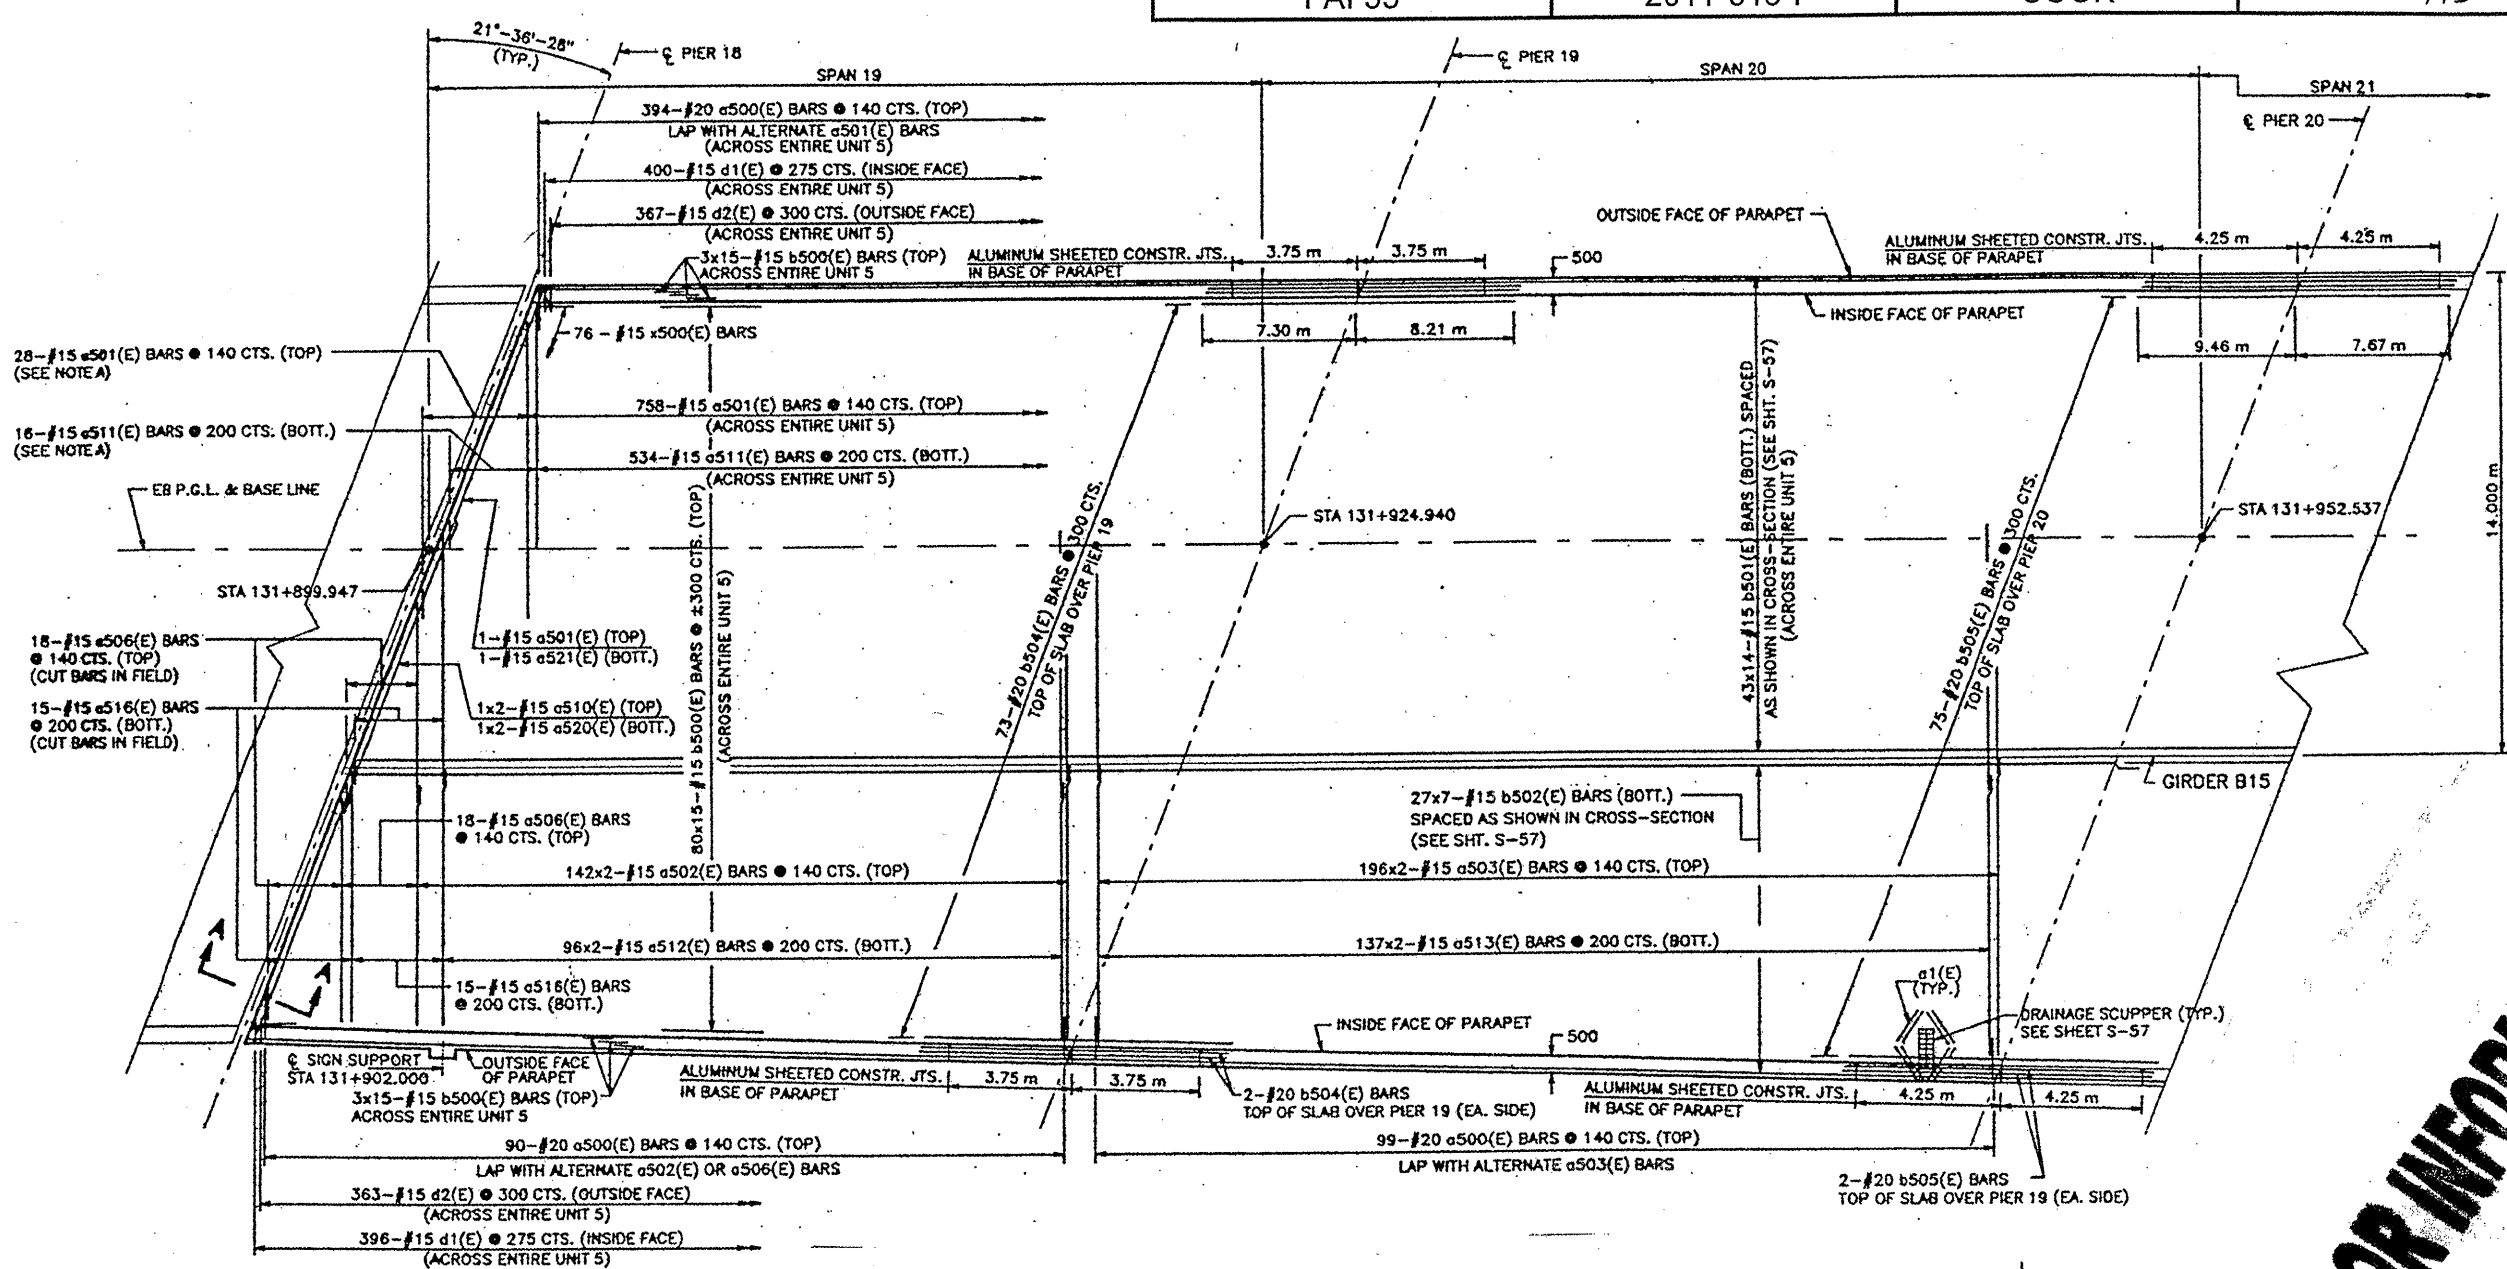 21°-36'-28"
(TYP.)
℄ PIER 18
℄ PIER 19
SPAN 19
SPAN 20
SPAN 21
℄ PIER 20
394-#20 a500(E) BARS @ 140 CTS. (TOP)
LAP WITH ALTERNATE a501(E) BARS
(ACROSS ENTIRE UNIT 5)
400-#15 d1(E) @ 275 CTS. (INSIDE FACE)
(ACROSS ENTIRE UNIT 5)
367-#15 d2(E) @ 300 CTS. (OUTSIDE FACE)
(ACROSS ENTIRE UNIT 5)
OUTSIDE FACE OF PARAPET
3x15-#15 b500(E) BARS (TOP)
ACROSS ENTIRE UNIT 5
ALUMINUM SHEETED CONSTR. JTS.
IN BASE OF PARAPET
3.75 m
3.75 m
500
ALUMINUM SHEETED CONSTR. JTS.
IN BASE OF PARAPET
4.25 m
4.25 m
INSIDE FACE OF PARAPET
76 - #15 x500(E) BARS
7.30 m
8.21 m
9.46 m
7.67 m
28-#15 a501(E) BARS @ 140 CTS. (TOP)
(SEE NOTE A)
758-#15 a501(E) BARS @ 140 CTS. (TOP)
(ACROSS ENTIRE UNIT 5)
16-#15 a511(E) BARS @ 200 CTS. (BOTT.)
(SEE NOTE A)
534-#15 a511(E) BARS @ 200 CTS. (BOTT.)
(ACROSS ENTIRE UNIT 5)
EB P.G.L. & BASE LINE
STA 131+924.940
STA 131+952.537
14.000 m
STA 131+899.947
80x15-#15 b500(E) BARS @ ±300 CTS. (TOP)
(ACROSS ENTIRE UNIT 5)
73-#20 b504(E) BARS @ 300 CTS.
TOP OF SLAB OVER PIER 19
43x14-#15 b501(E) BARS (BOTT.) SPACED
AS SHOWN IN CROSS-SECTION (SEE SHT. S-57)
(ACROSS ENTIRE UNIT 5)
75-#20 b505(E) BARS @ 300 CTS.
TOP OF SLAB OVER PIER 20
18-#15 a506(E) BARS
@ 140 CTS. (TOP)
(CUT BARS IN FIELD)
1-#15 a501(E) (TOP)
1-#15 a521(E) (BOTT.)
15-#15 a516(E) BARS
@ 200 CTS. (BOTT.)
(CUT BARS IN FIELD)
1x2-#15 a510(E) (TOP)
1x2-#15 a520(E) (BOTT.)
GIRDER B15
27x7-#15 b502(E) BARS (BOTT.)
SPACED AS SHOWN IN CROSS-SECTION
(SEE SHT. S-57)
18-#15 a506(E) BARS
@ 140 CTS. (TOP)
142x2-#15 a502(E) BARS @ 140 CTS. (TOP)
196x2-#15 a503(E) BARS @ 140 CTS. (TOP)
96x2-#15 a512(E) BARS @ 200 CTS. (BOTT.)
137x2-#15 a513(E) BARS @ 200 CTS. (BOTT.)
A
A
15-#15 a516(E) BARS
@ 200 CTS. (BOTT.)
a1(E)
(TYP.)
DRAINAGE SCUPPER (TYP.)
SEE SHEET S-57
INSIDE FACE OF PARAPET
500
℄ SIGN SUPPORT
STA 131+902.000
OUTSIDE FACE
OF PARAPET
3x15-#15 b500(E) BARS (TOP)
ACROSS ENTIRE UNIT 5
ALUMINUM SHEETED CONSTR. JTS.
IN BASE OF PARAPET
3.75 m
3.75 m
2-#20 b504(E) BARS
TOP OF SLAB OVER PIER 19 (EA. SIDE)
ALUMINUM SHEETED CONSTR. JTS.
IN BASE OF PARAPET
4.25 m
4.25 m
90-#20 a500(E) BARS @ 140 CTS. (TOP)
LAP WITH ALTERNATE a502(E) OR a506(E) BARS
99-#20 a500(E) BARS @ 140 CTS. (TOP)
LAP WITH ALTERNATE a503(E) BARS
2-#20 b505(E) BARS
TOP OF SLAB OVER PIER 19 (EA. SIDE)
363-#15 d2(E) @ 300 CTS. (OUTSIDE FACE)
(ACROSS ENTIRE UNIT 5)
396-#15 d1(E) @ 275 CTS. (INSIDE FACE)
(ACROSS ENTIRE UNIT 5)